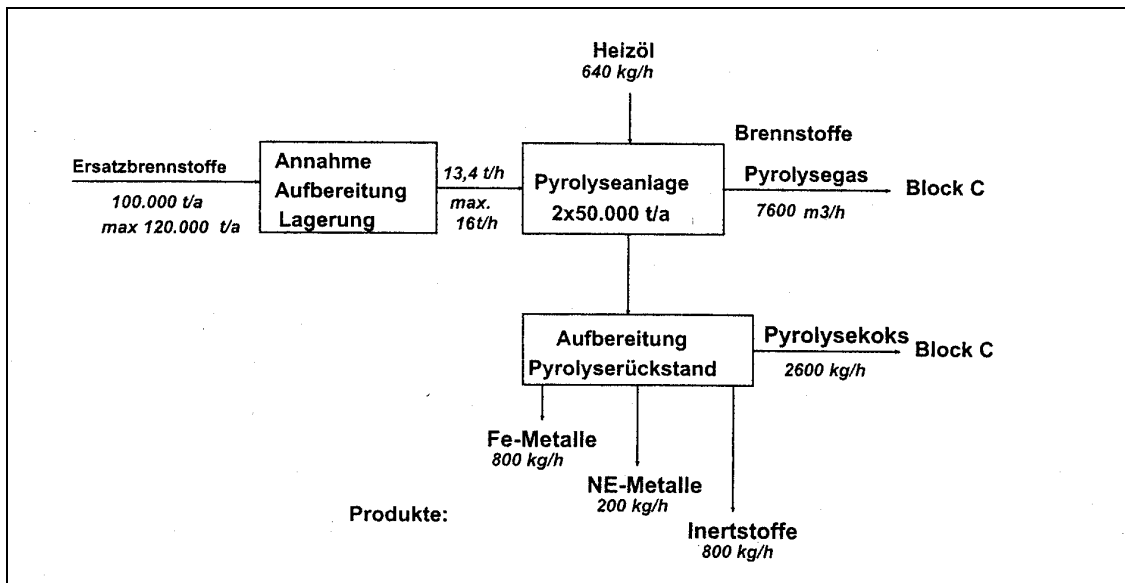 Heizöl
640 kg/h
Ersatzbrennstoffe
100.000 t/a
max 120.000 t/a
Annahme
Aufbereitung
Lagerung
13,4 t/h
max.
16t/h
Pyrolyseanlage
2x50.000 t/a
Brennstoffe
Pyrolysegas
7600 m3/h
Block C
Aufbereitung
Pyrolyserückstand
Pyrolysekoks
2600 kg/h
Block C
Fe-Metalle
800 kg/h
NE-Metalle
200 kg/h
Produkte:
Inertstoffe
800 kg/h